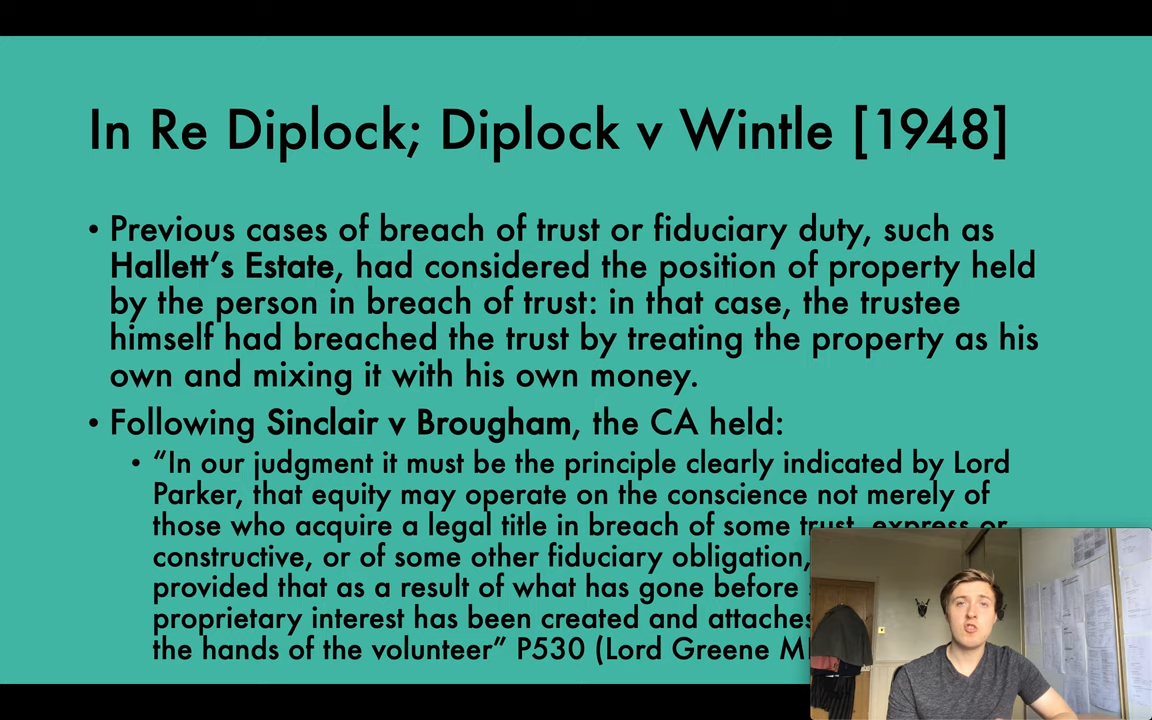 In Re Diplock; Diplock v Wintle [1948]
• Previous cases of breach of trust or fiduciary duty, such as
Hallett's Estate, had considered the position of property held
by the person in breach of trust: in that case, the trustee
himself had breached the trust by treating the property as his
own and mixing it with his own money.
• Following Sinclair v Brougham, the CA held:
• “In our judgment it must be the principle clearly indicated by Lord
Parker, that equity may operate on the conscience not merely of
those who acquire a legal title in breach of some trust, express or
constructive, or of some other fiduciary obligation,
provided that as a result of what has gone before
proprietary interest has been created and attaches
the hands of the volunteer” P530 (Lord Greene